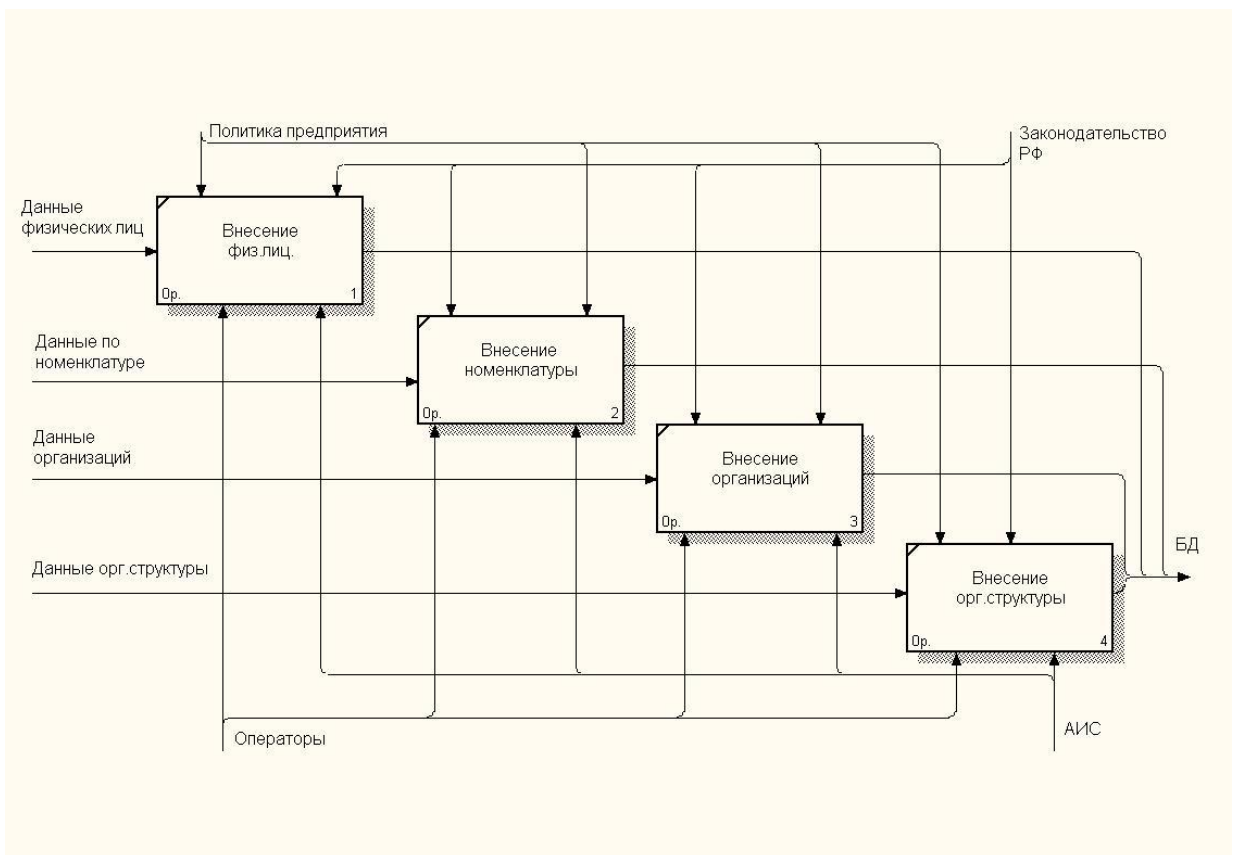 Политика предприятия
Законодательство
РФ
Данные
физических лиц
Внесение
физ.лиц.
0р.
1
Данные по
номенклатуре
Внесение
номенклатуры
0р.
2
Данные
организаций
Внесение
организаций
0р.
3
БД
Данные орг.структуры
Внесение
орг.структуры
0р.
4
Операторы
АИС